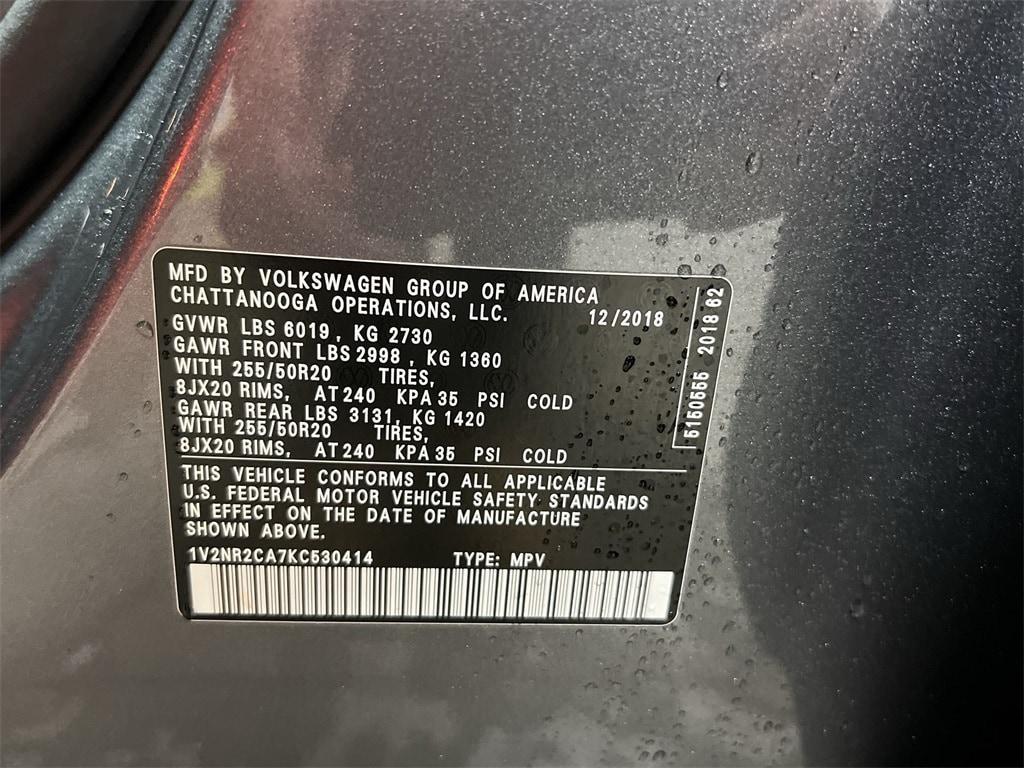 MFD BY VOLKSWAGEN GROUP OF AMERICA
CHATTANOOGA OPERATIONS, LLC. 12/2018
GVWR LBS 6019, KG 2730
GAWR FRONT LBS 2998, KG 1360
WITH 255/50R20 TIRES,
8JX20 RIMS, AT 240 KPA 35 PSI COLD
GAWR REAR LBS 3131, KG 1420
WITH 255/50R20 TIRES,
8JX20 RIMS, AT 240 KPA 35 PSI COLD
THIS VEHICLE CONFORMS TO ALL APPLICABLE
U.S. FEDERAL MOTOR VEHICLE SAFETY STANDARDS
IN EFFECT ON THE DATE OF MANUFACTURE
SHOWN ABOVE.
1V2NR2CA7KC530414 TYPE: MPV
5150555 2018 52